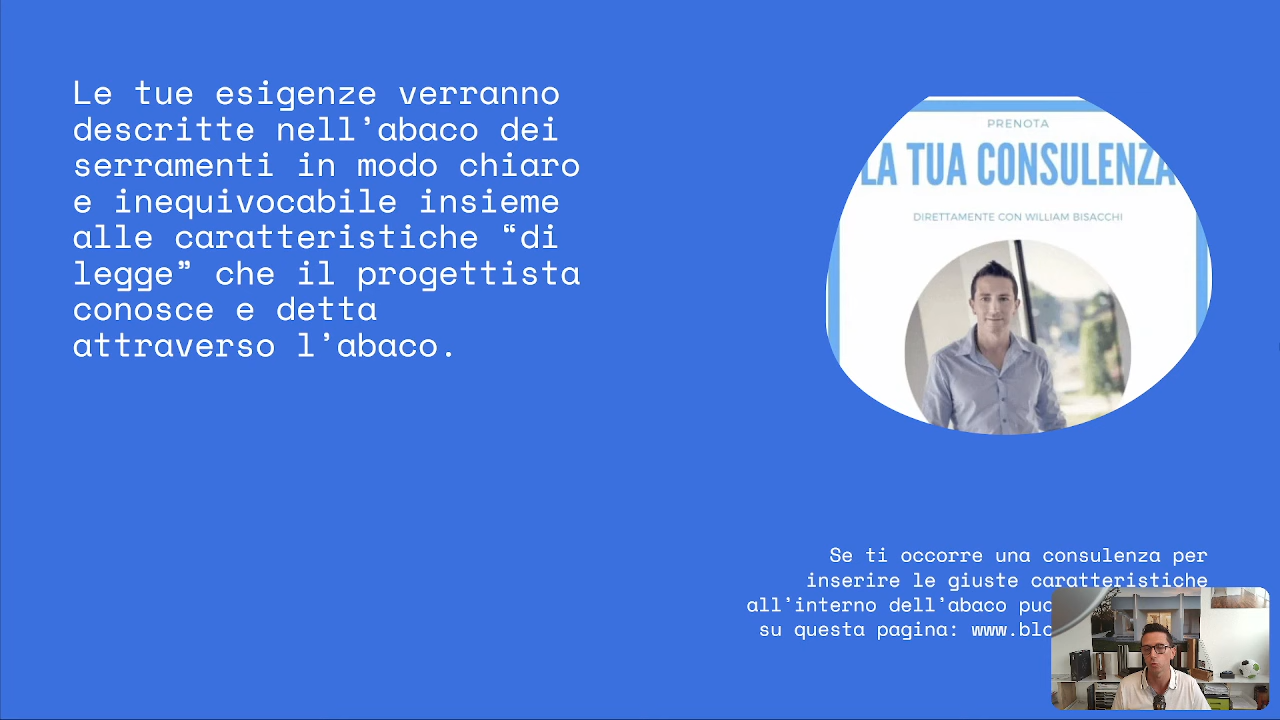 Le tue esigenze verranno
descritte nell’abaco dei
serramenti in modo chiaro
e inequivocabile insieme
alle caratteristiche “di
legge” che il progettista
conosce e detta
attraverso l’abaco.
PRENOTA
LA TUA CONSULENZA
DIRETTAMENTE CON WILLIAM BISACCHI
Se ti occorre una consulenza per
inserire le giuste caratteristiche
all’interno dell’abaco
su questa pagina: